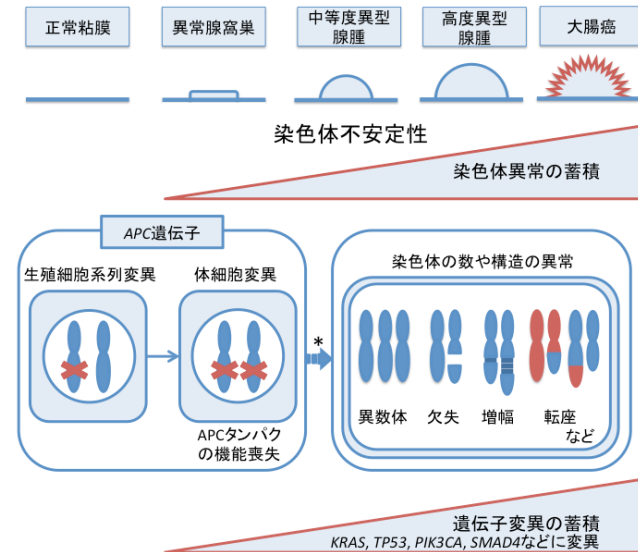 正常粘膜
異常腺窩巣
中等度異型
腺腫
高度異型
腺腫
大腸癌
染色体不安定性
染色体異常の蓄積
APC遺伝子
生殖細胞系列変異
体細胞変異
APCタンパク
の機能喪失
*
染色体の数や構造の異常
異数体
欠失
増幅
転座
など
遺伝子変異の蓄積
KRAS, TP53, PIK3CA, SMAD4などに変異